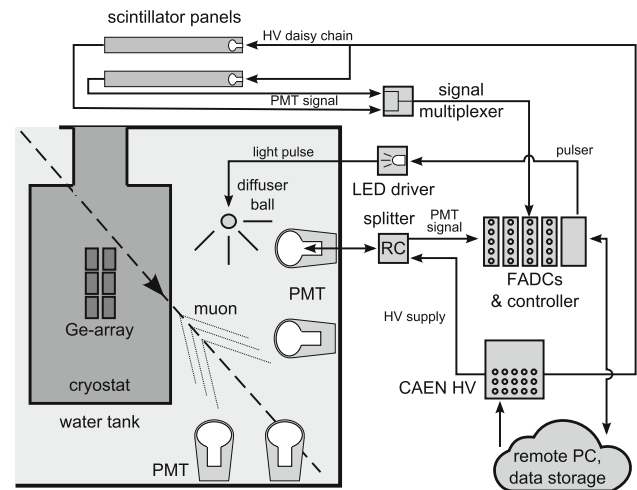 scintillator panels
HV daisy chain
PMT signal
signal
multiplexer
light pulse
pulser
LED driver
diffuser
ball
splitter
PMT
signal
RC
FADCs
& controller
PMT
muon
HV supply
Ge-array
CAEN HV
cryostat
water tank
PMT
remote PC,
data storage